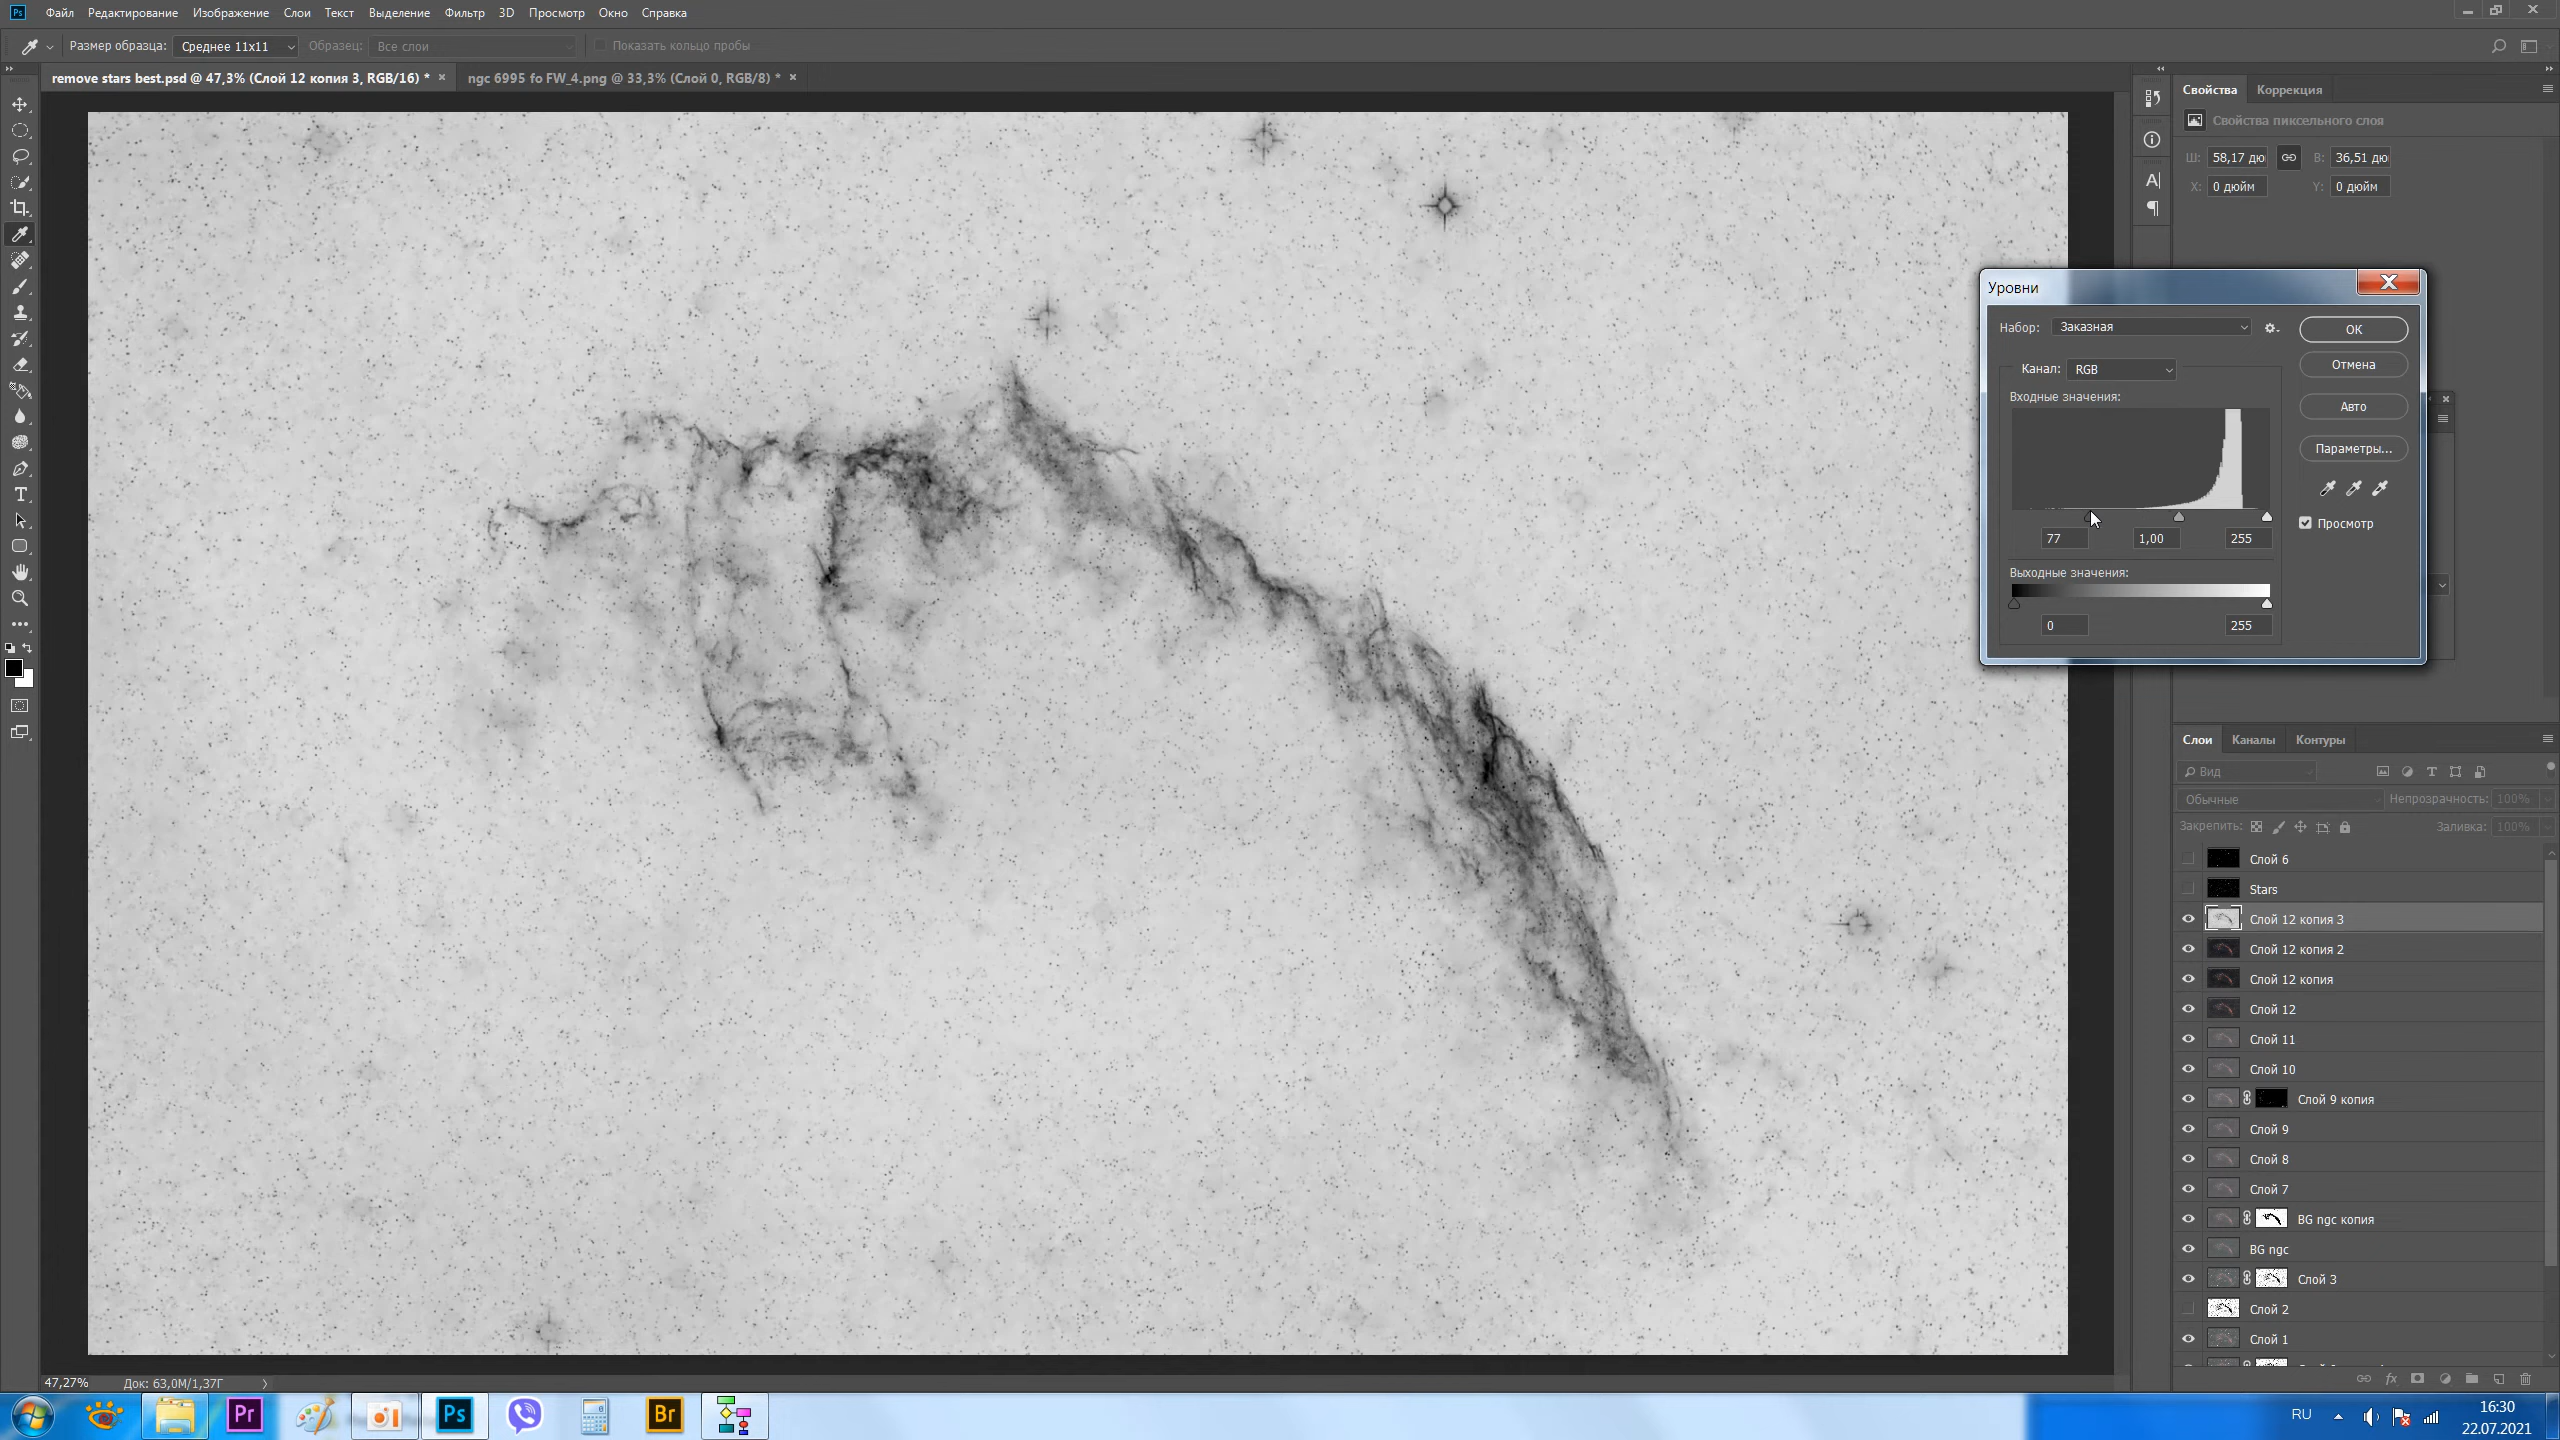 Ps Файл Редактирование Изображение Слои Текст Выделение Фильтр 3D Просмотр Окно Справка
Размер образца: Среднее 11x11 Образец: Все слои Показать кольцо пробы
remove stars best.psd @ 47,3% (Слой 12 копия 3, RGB/16) * × ngc 6995 fo FW_4.png @ 33,3% (Слой 0, RGB/8) * ×
Свойства Коррекция
Свойства пиксельного слоя
Ш: 58,17 дю В: 36,51 дю
X: 0 дюйм Y: 0 дюйм
Уровни
Набор: Заказная
ОК
Отмена
Канал: RGB
Входные значения:
Авто
Параметры...
Просмотр
77 1,00 255
Выходные значения:
0 255
Слои Каналы Контуры
Вид
Обычные Непрозрачность: 100%
Закрепить: Заливка: 100%
Слой 6
Stars
Слой 12 копия 3
Слой 12 копия 2
Слой 12 копия
Слой 12
Слой 11
Слой 10
Слой 9 копия
Слой 9
Слой 8
Слой 7
BG ngc копия
BG ngc
Слой 3
Слой 2
Слой 1
fx
47,27% Док: 63,0M/1,37Г
Pr Ps Br
RU
16:30
22.07.2021